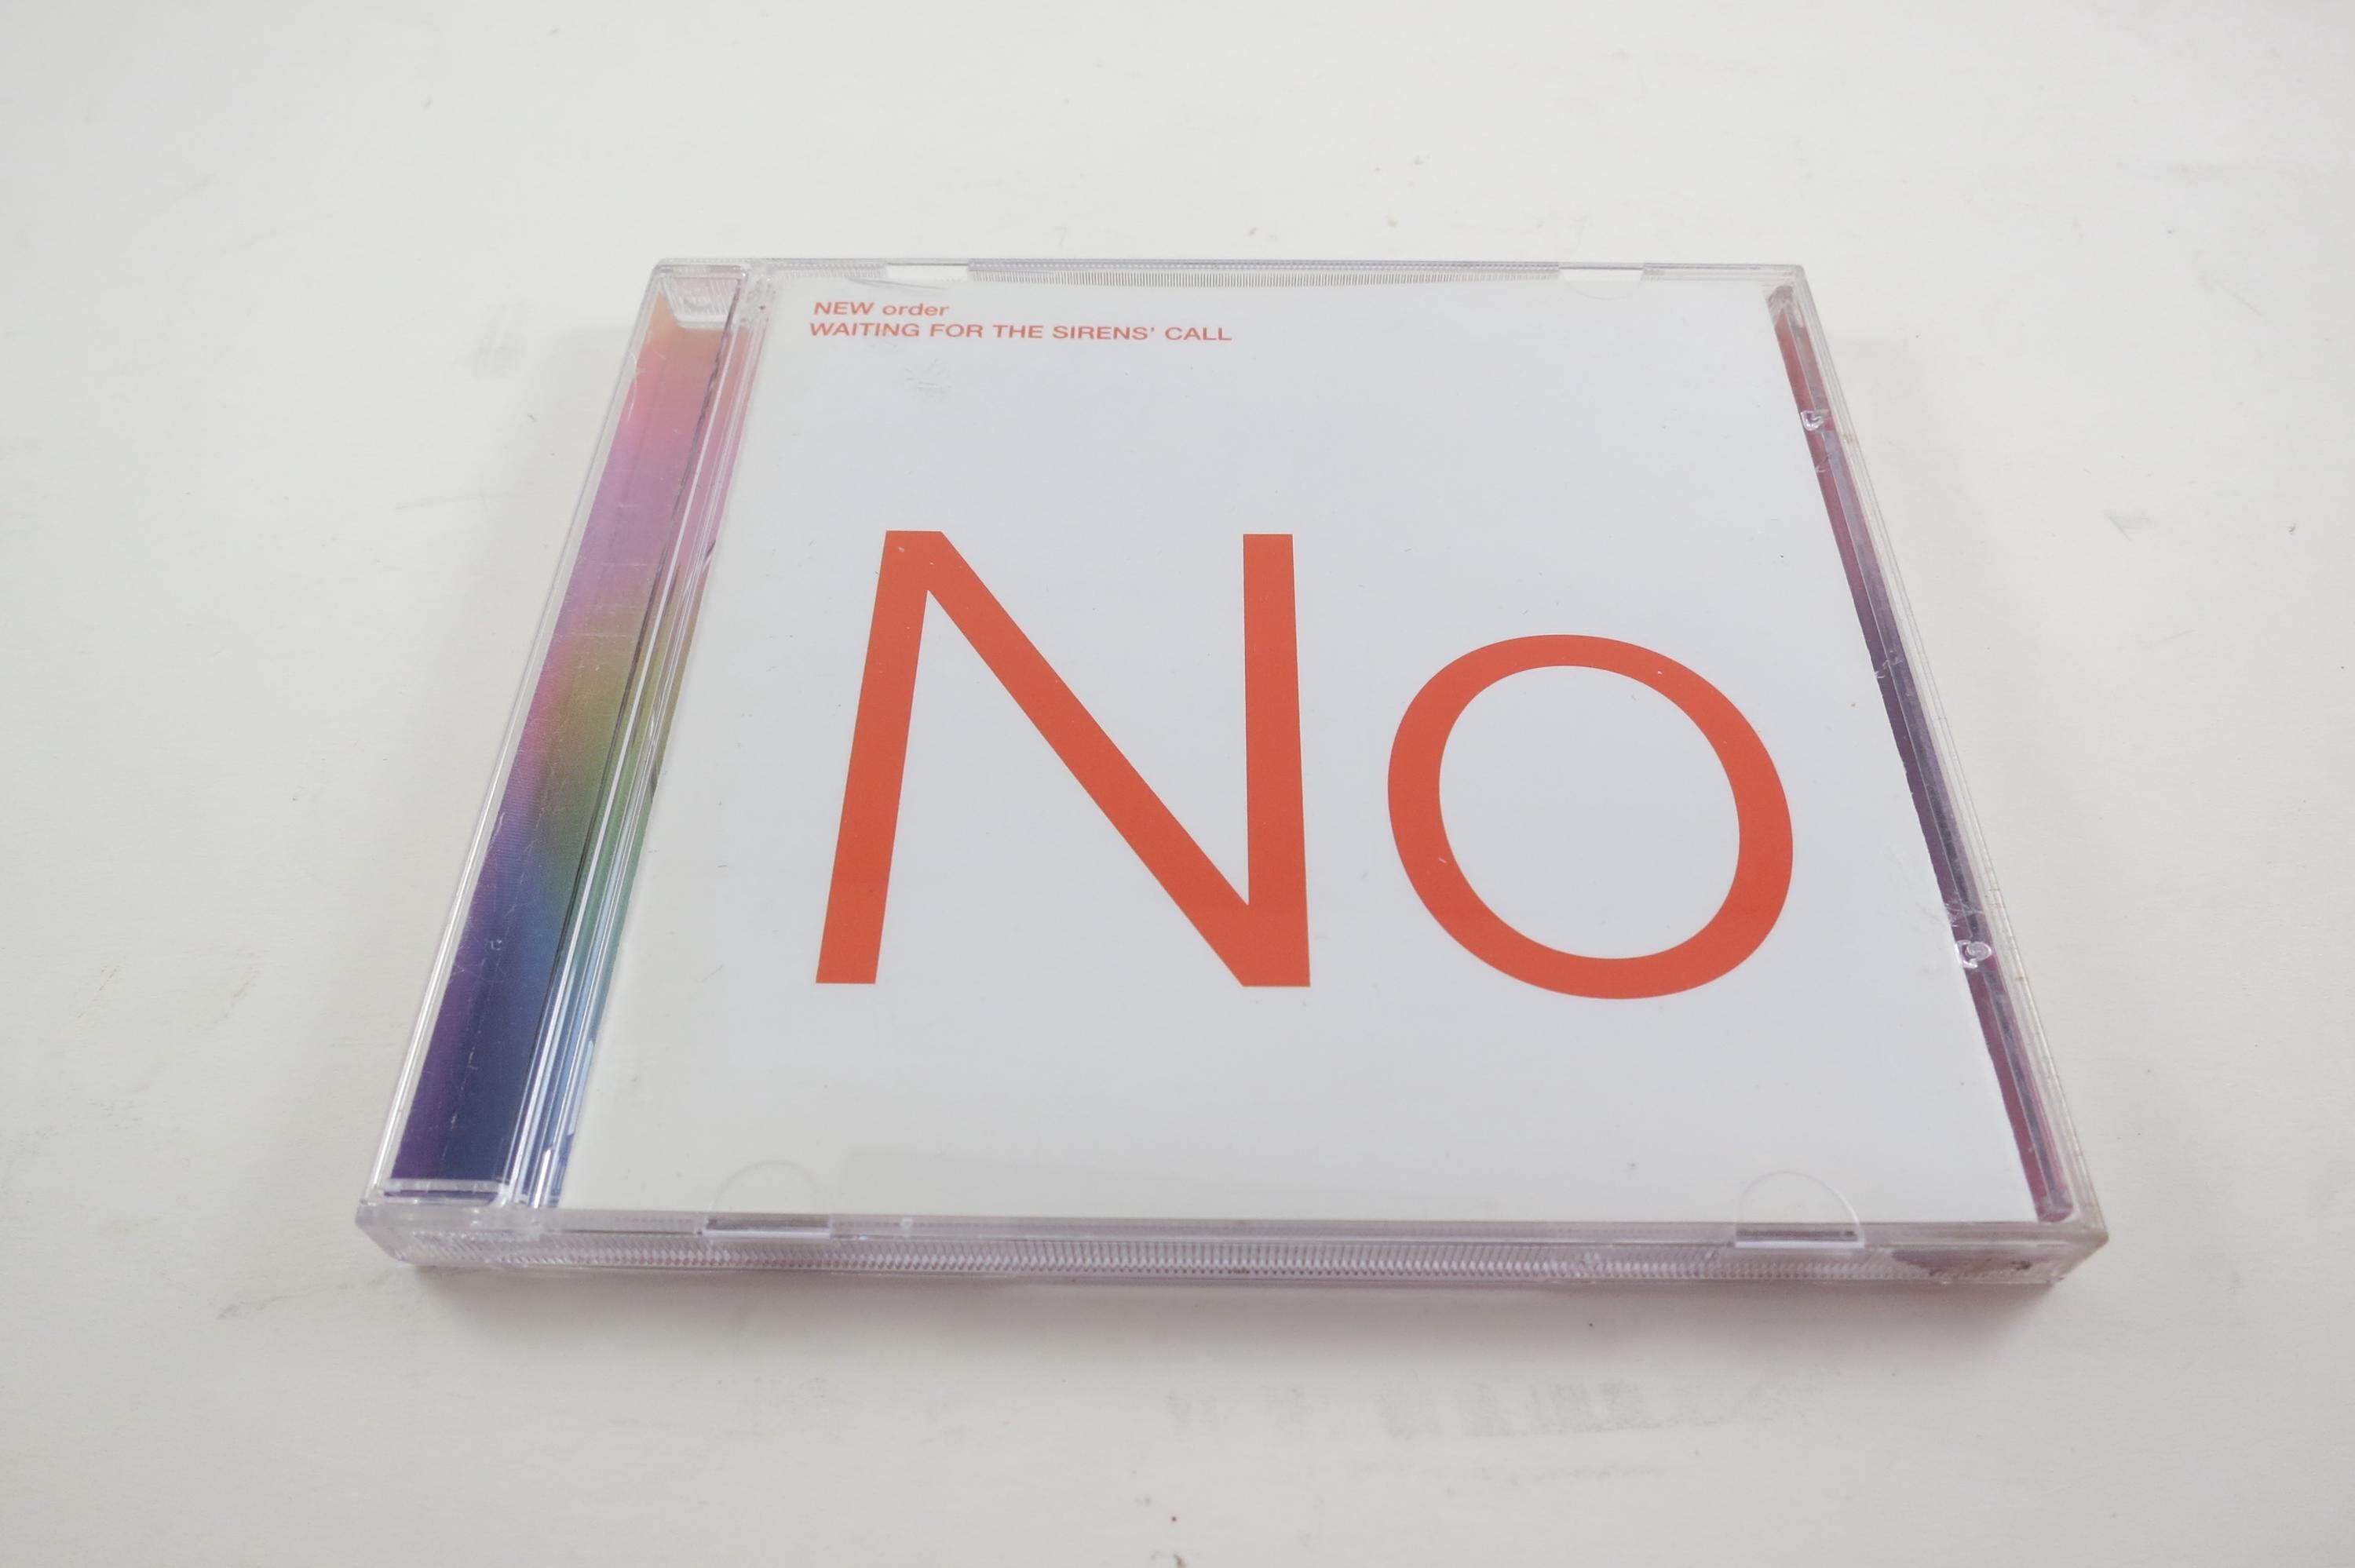 NEW order
WAITING FOR THE SIRENS' CALL
No